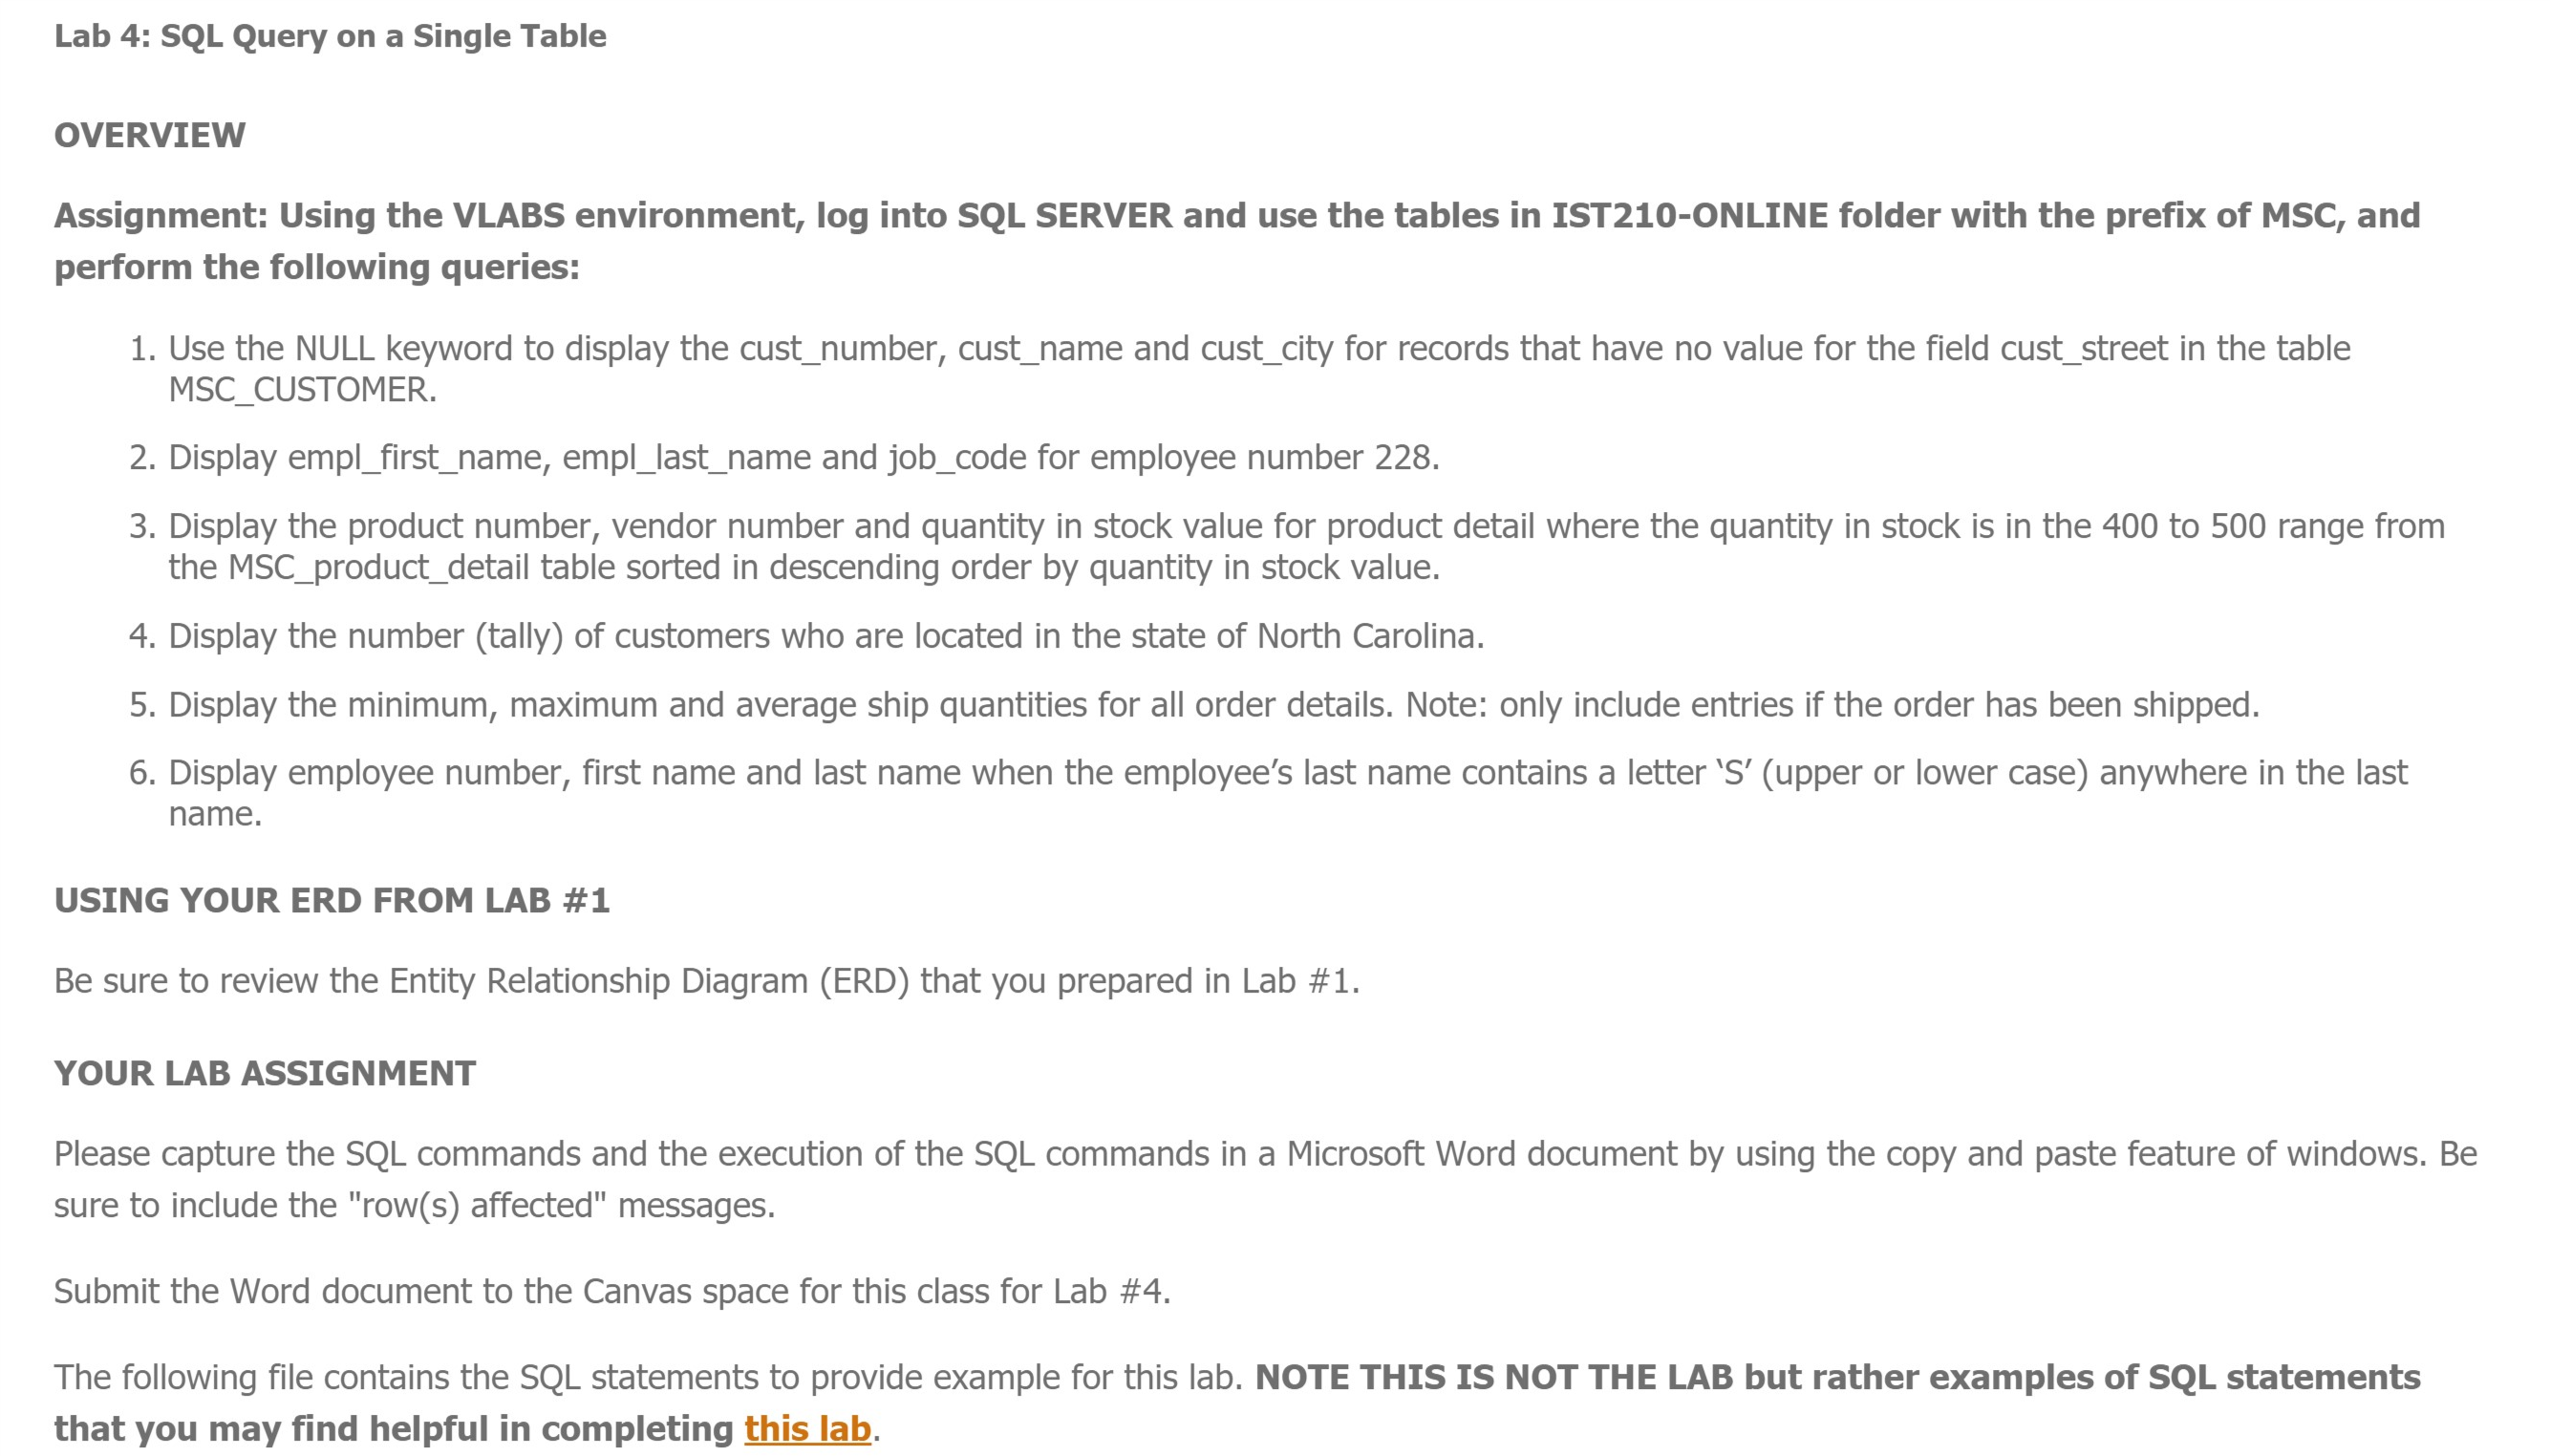 Lab 4: SQL Query on a Single Table
OVERVIEW
Assignment: Using the VLABS environment, log into SQL SERVER and use the tables in IST210-ONLINE folder with the prefix of MSC, and
perform the following queries:
1. Use the NULL keyword to display the cust_number, cust_name and cust_city for records that have no value for the field cust_street in the table
MSC_CUSTOMER.
2. Display empl_first_name, empl_last_name and job_code for employee number 228.
3. Display the product number, vendor number and quantity in stock value for product detail where the quantity in stock is in the 400 to 500 range from
the MSC_product_detail table sorted in descending order by quantity in stock value.
4. Display the number (tally) of customers who are located in the state of North Carolina.
5. Display the minimum, maximum and average ship quantities for all order details. Note: only include entries if the order has been shipped.
6. Display employee number, first name and last name when the employee’s last name contains a letter ‘S’ (upper or lower case) anywhere in the last
name.
USING YOUR ERD FROM LAB #1
Be sure to review the Entity Relationship Diagram (ERD) that you prepared in Lab #1.
YOUR LAB ASSIGNMENT
Please capture the SQL commands and the execution of the SQL commands in a Microsoft Word document by using the copy and paste feature of windows. Be
sure to include the "row(s) affected" messages.
Submit the Word document to the Canvas space for this class for Lab #4.
The following file contains the SQL statements to provide example for this lab. NOTE THIS IS NOT THE LAB but rather examples of SQL statements
that you may find helpful in completing this lab.